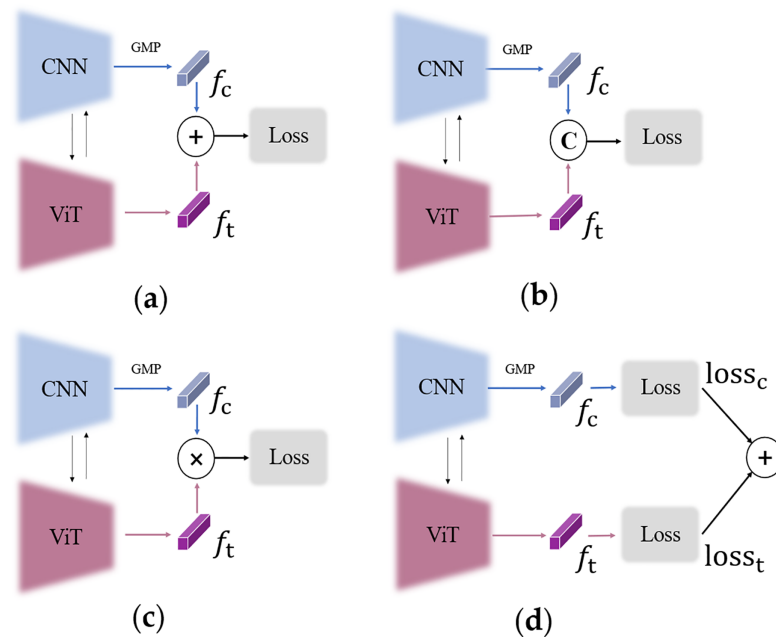 CNN
GMP
f_c
+
Loss
ViT
f_t
(a)
CNN
GMP
f_c
C
Loss
ViT
f_t
(b)
CNN
GMP
f_c
×
Loss
ViT
f_t
(c)
CNN
GMP
f_c
Loss
loss_c
+
ViT
f_t
Loss
loss_t
(d)